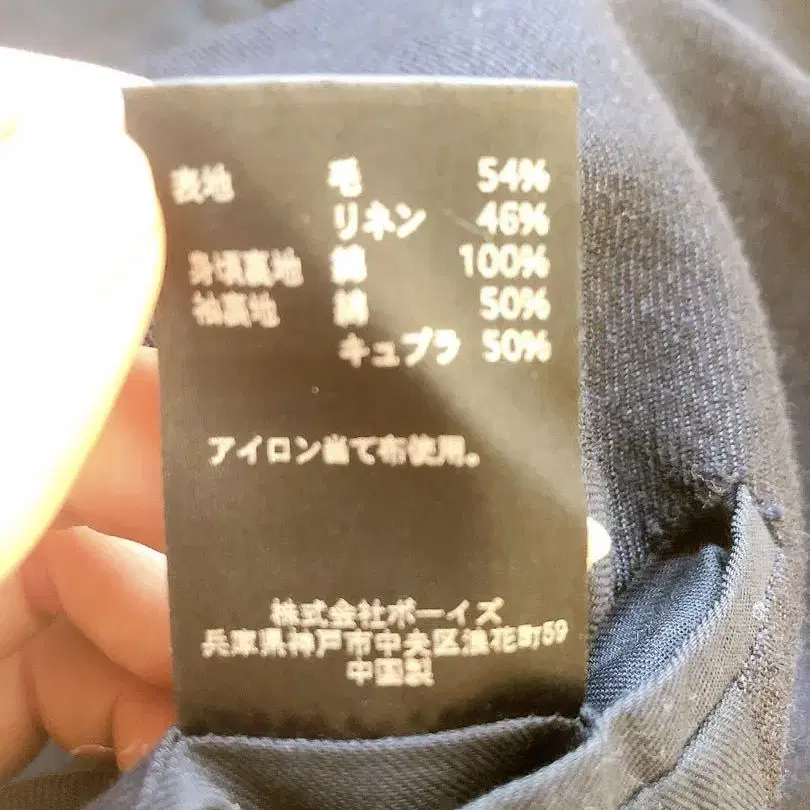 表地 毛 54%
リネン 46%
身頃裏地 綿 100%
袖裏地 綿 50%
キュプラ 50%
アイロン当て布使用。
株式会社ボーイズ
兵庫県神戸市中央区浪花町59
中国製